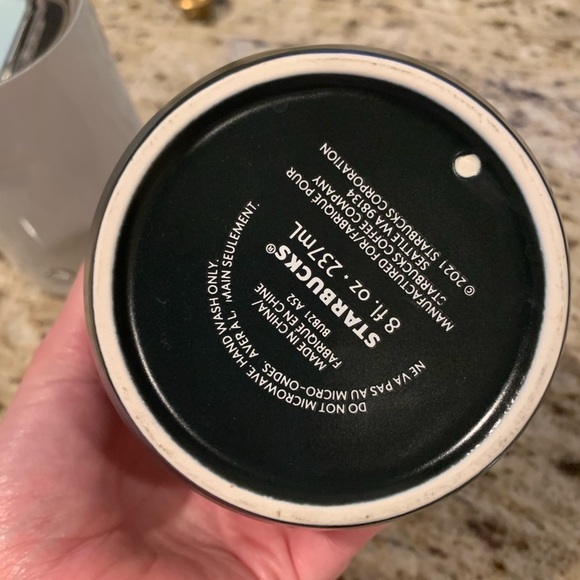 DO NOT MICROWAVE. HAND WASH ONLY.
NE VA PAS AU MICRO-ONDES. LAVER À LA MAIN SEULEMENT.
MADE IN CHINA/
FABRIQUÉ EN CHINE
A52
STARBUCKS®
8 fl. oz • 237mL
MANUFACTURED FOR/FABRIQUÉ POUR
STARBUCKS COFFEE COMPANY
SEATTLE WA 98134
©2021 STARBUCKS CORPORATION